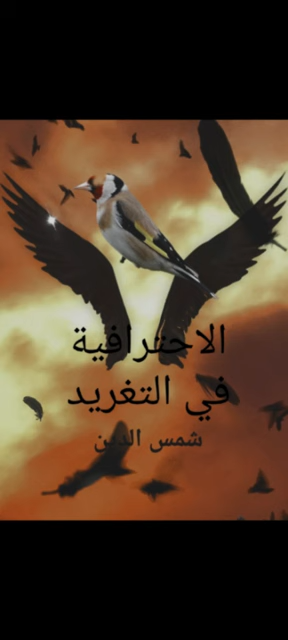 الاحترافية
في التغريد
شمس الدين